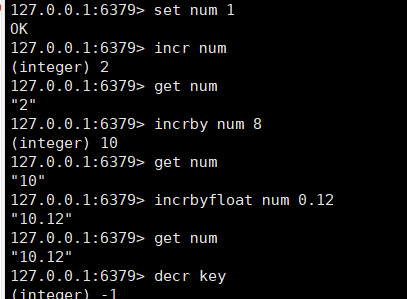 127.0.0.1:6379> set num 1
OK
127.0.0.1:6379> incr num
(integer) 2
127.0.0.1:6379> get num
"2"
127.0.0.1:6379> incrby num 8
(integer) 10
127.0.0.1:6379> get num
"10"
127.0.0.1:6379> incrbyfloat num 0.12
"10.12"
127.0.0.1:6379> get num
"10.12"
127.0.0.1:6379> decr key
(integer) -1